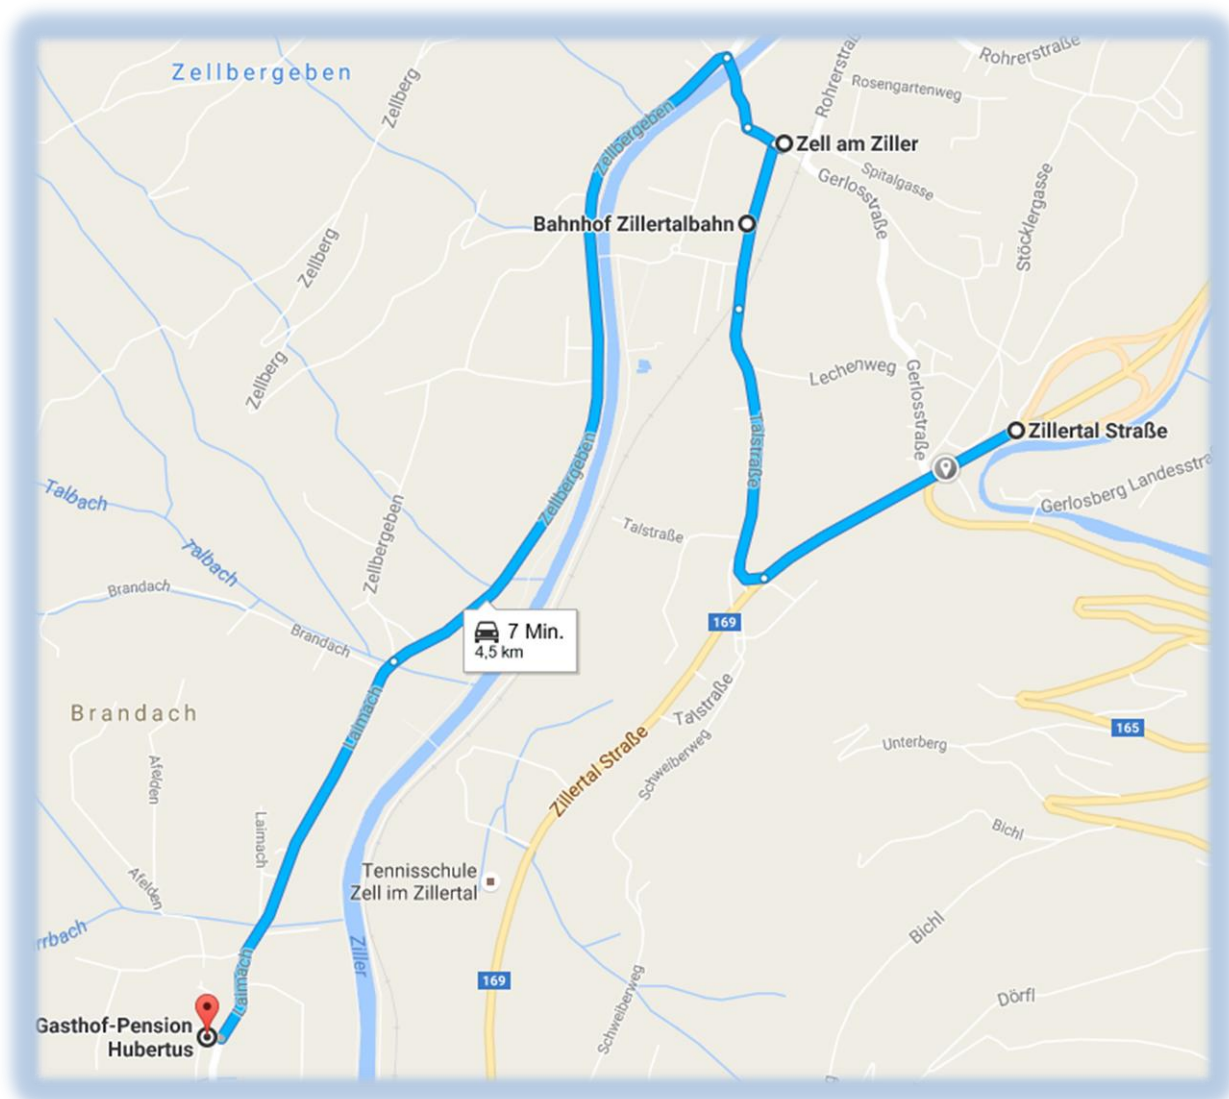 Zellbergeben
Zellberg
Rohrerstraße
Rosengartenweg
Zellbergeben
Zell am Ziller
Spitalgasse
Gerlosstraße
Stöcklergasse
Bahnhof Zillertalbahn
Zellberg
Zellberg
Lechenweg
Gerlosstraße
Talstraße
Zillertal Straße
Zellbergeben
Talbach
Gerlosberg
Zellbergeben
Talstraße
Talbach
Brandach
Brandach
169
7 Min.
4,5 km
Brandach
Laimach
Talstraße
165
Unterberg
Zillertal Straße
Schweiberweg
Afelden
Laimach
Bichl
Tennisschule
Zell im Zillertal
Afelden
Bichl
Ziller
Laimach
169
Dörfl
Schweiberweg
Gasthof-Pension
Hubertus